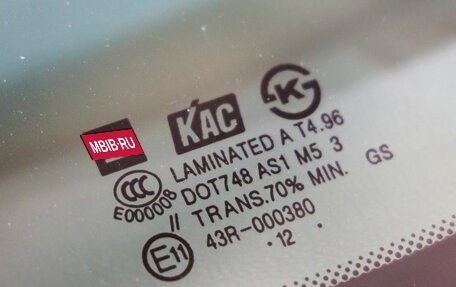 MBIB.RU
KAC
K
CCC
E000008
LAMINATED A T4.96
DOT748 AS1 M5 3
// TRANS.70% MIN. GS
E11
43R-000380
·12·